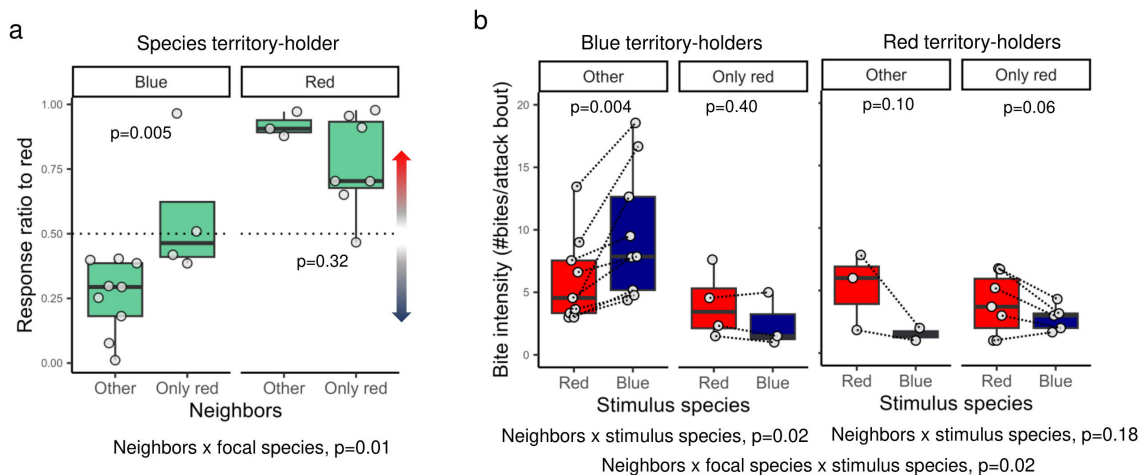 a
Species territory-holder
Blue
Red
Response ratio to red
1.00
0.75
0.50
0.25
0.00
p=0.005
p=0.32
Other
Only red
Other
Only red
Neighbors
Neighbors x focal species, p=0.01
b
Blue territory-holders
Red territory-holders
Other
Only red
Other
Only red
p=0.004
p=0.40
p=0.10
p=0.06
Bite intensity (#bites/attack bout)
20
15
10
5
0
Red
Blue
Red
Blue
Red
Blue
Red
Blue
Stimulus species
Stimulus species
Neighbors x stimulus species, p=0.02
Neighbors x stimulus species, p=0.18
Neighbors x focal species x stimulus species, p=0.02